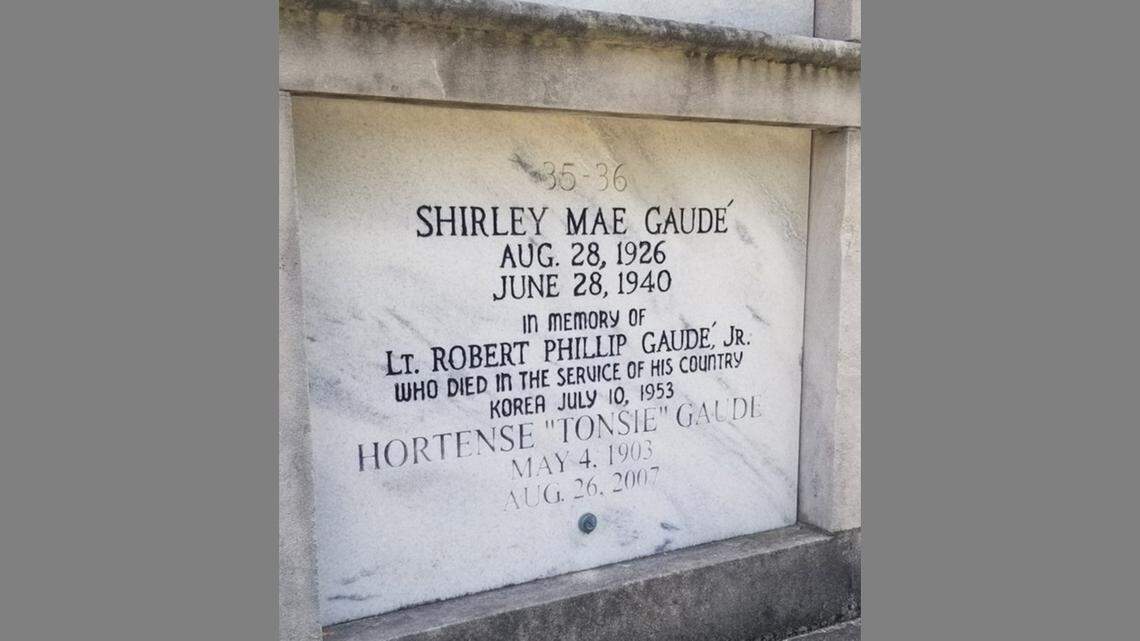 35-36
SHIRLEY MAE GAUDÉ
AUG. 28, 1926
JUNE 28, 1940
IN MEMORY OF
LT. ROBERT PHILLIP GAUDÉ, JR.
WHO DIED IN THE SERVICE OF HIS COUNTRY
KOREA JULY 10, 1953
HORTENSE "TONSIE" GAUDE
MAY 4, 1903
AUG. 26, 2007